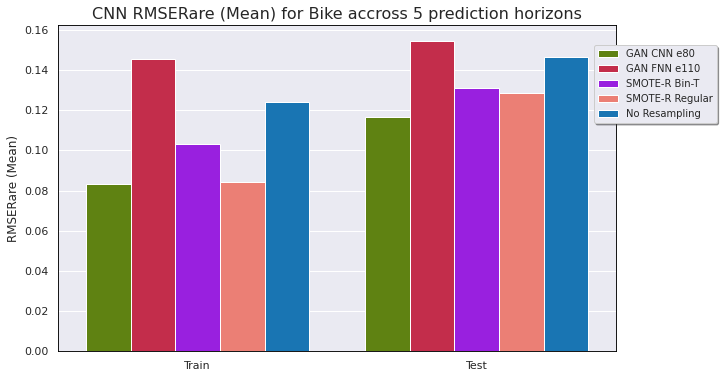 CNN RMSERare (Mean) for Bike accross 5 prediction horizons
RMSERare (Mean)
0.16
0.14
0.12
0.10
0.08
0.06
0.04
0.02
0.00
Train
Test
GAN CNN e80
GAN FNN e110
SMOTE-R Bin-T
SMOTE-R Regular
No Resampling